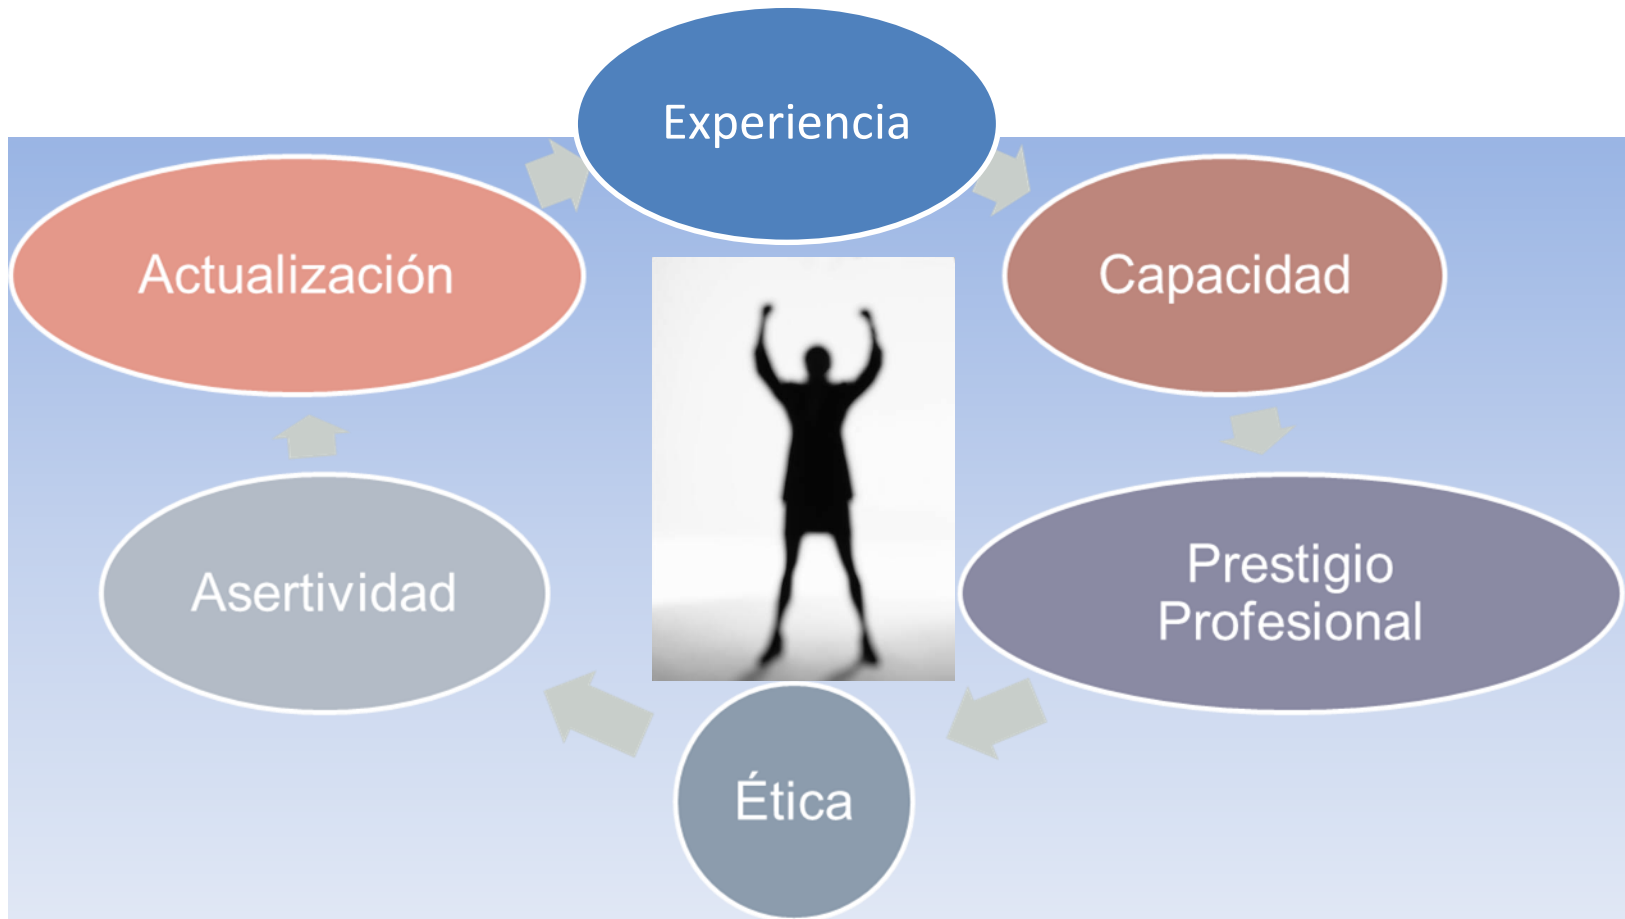 Experiencia
Actualización
Capacidad
Asertividad
Prestigio
Profesional
Ética